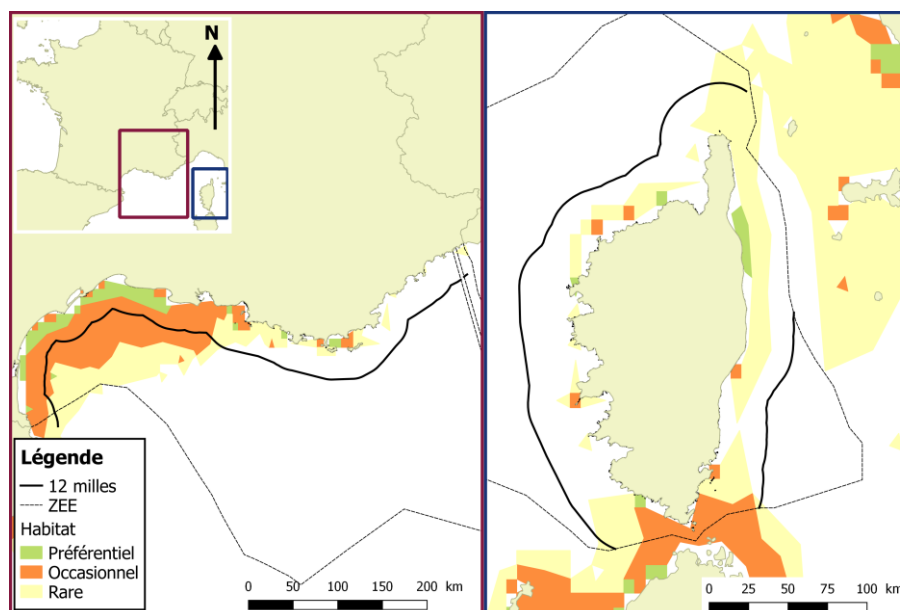 N
Légende
12 milles
ZEE
Habitat
Préférentiel
Occasionnel
Rare
0 50 100 150 200 km
0 25 50 75 100 km